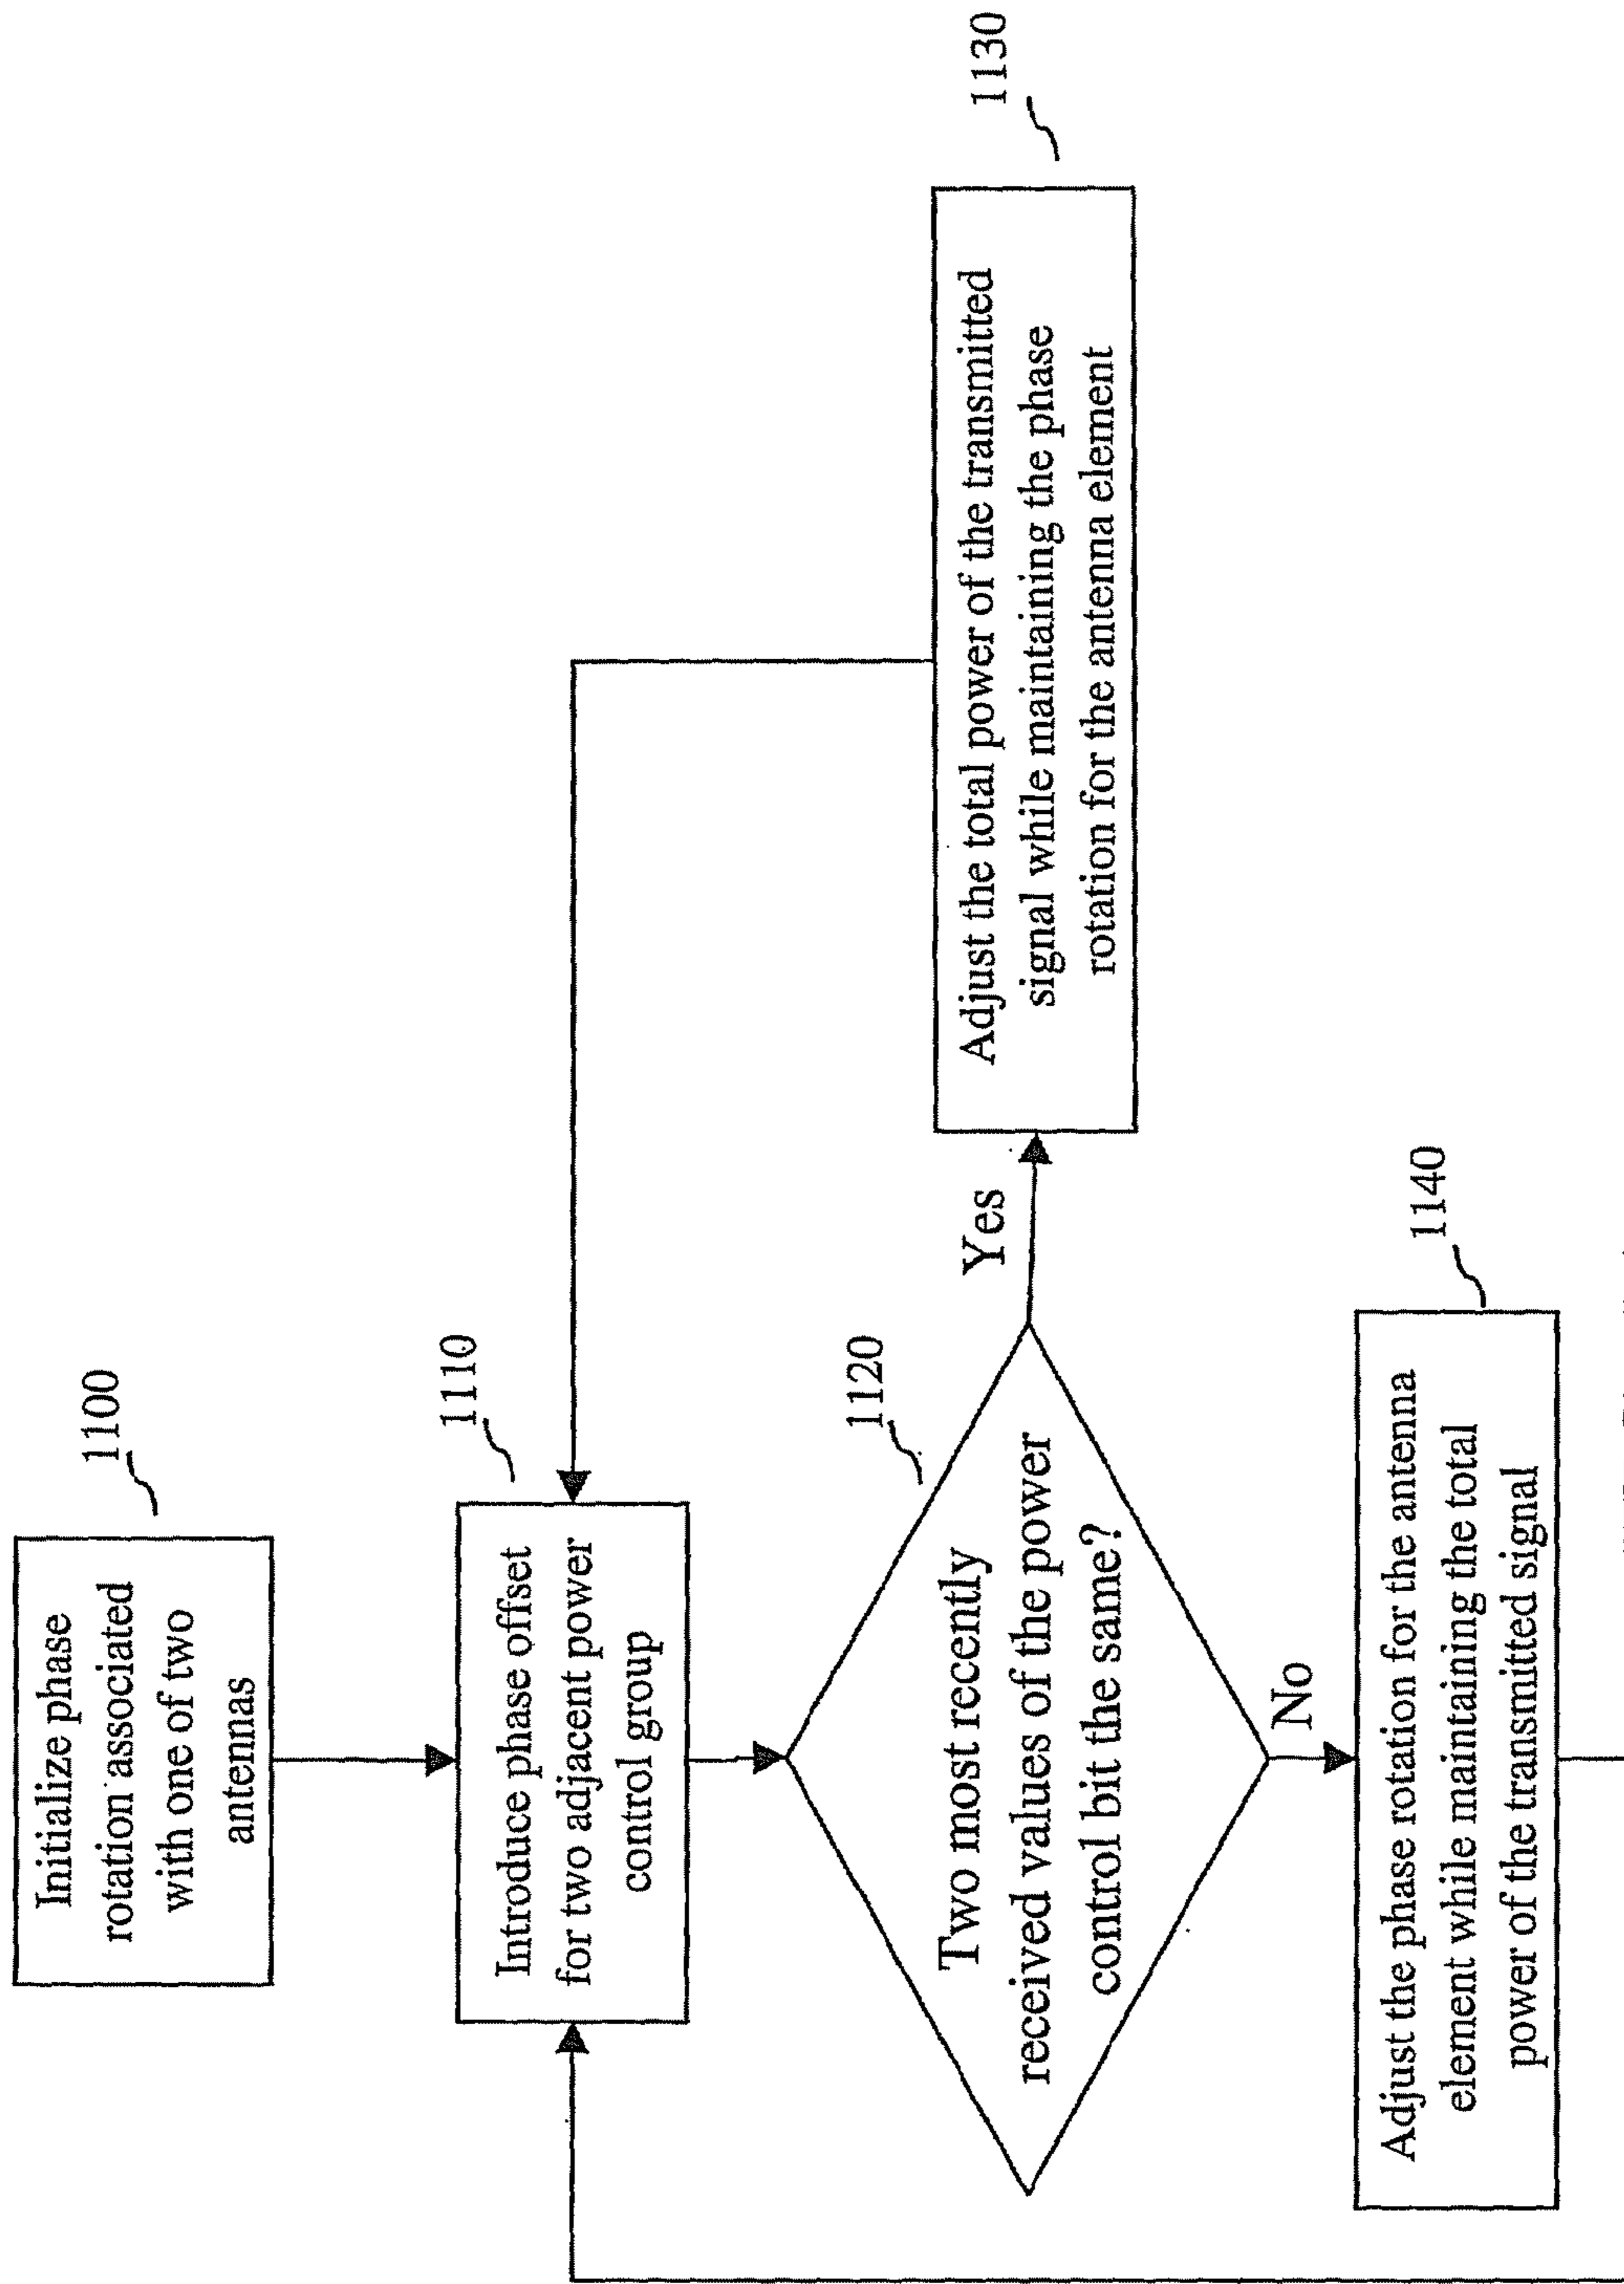 1100
Initialize phase
rotation associated
with one of two
antennas
1110
Introduce phase offset
for two adjacent power
control group
1120
Two most recently
received values of the power
control bit the same?
Yes
1130
Adjust the total power of the transmitted
signal while maintaining the phase
rotation for the antenna element
No
1140
Adjust the phase rotation for the antenna
element while maintaining the total
power of the transmitted signal